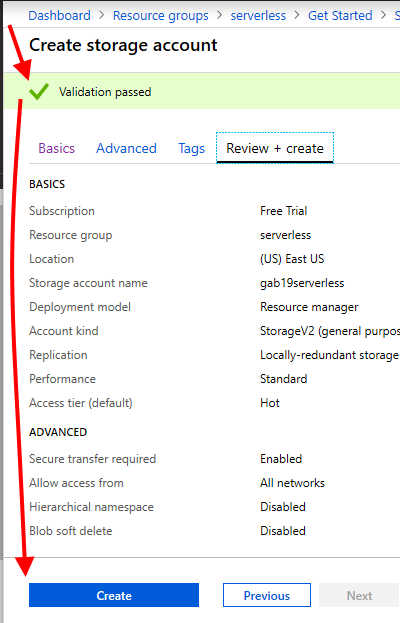 Dashboard > Resource groups > serverless > Get Started > S
Create storage account
Validation passed
Basics Advanced Tags Review + create
BASICS
Subscription Free Trial
Resource group serverless
Location (US) East US
Storage account name gab19serverless
Deployment model Resource manager
Account kind StorageV2 (general purpos
Replication Locally-redundant storage
Performance Standard
Access tier (default) Hot
ADVANCED
Secure transfer required Enabled
Allow access from All networks
Hierarchical namespace Disabled
Blob soft delete Disabled
Create Previous Next